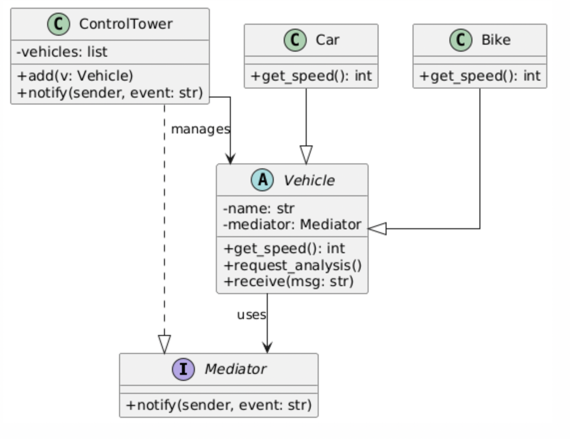 C ControlTower
-vehicles: list
+add(v: Vehicle)
+notify(sender, event: str)
C Car
+get_speed(): int
C Bike
+get_speed(): int
manages
A Vehicle
-name: str
-mediator: Mediator
+get_speed(): int
+request_analysis()
+receive(msg: str)
uses
I Mediator
+notify(sender, event: str)